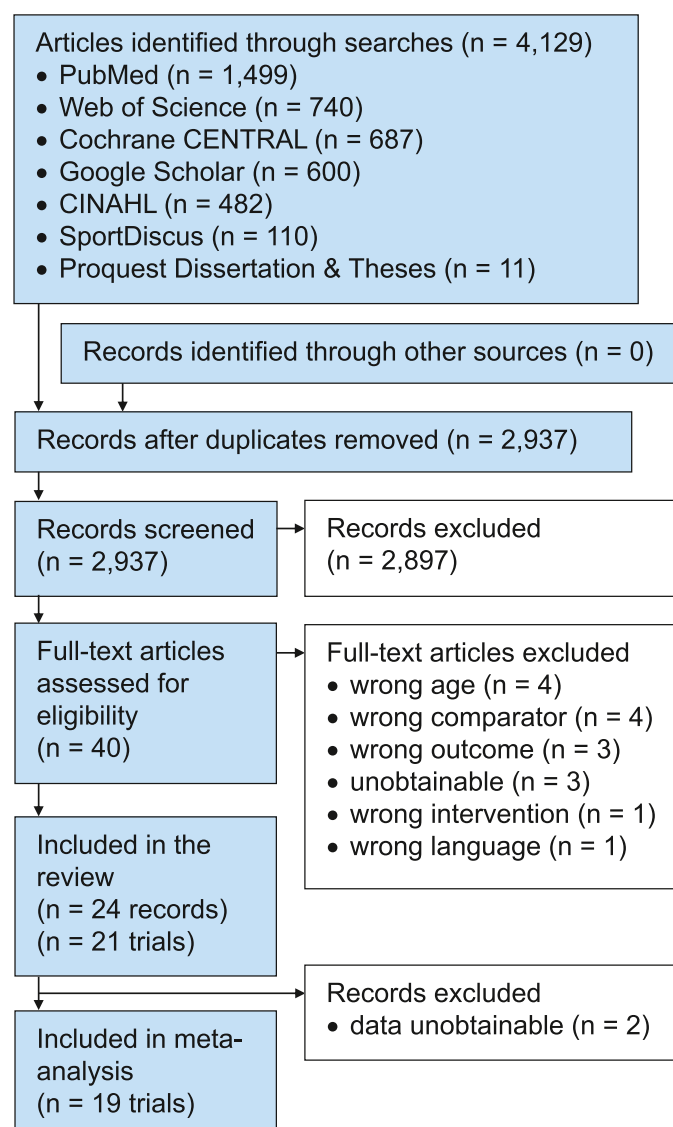 Articles identified through searches (n = 4,129)
• PubMed (n = 1,499)
• Web of Science (n = 740)
• Cochrane CENTRAL (n = 687)
• Google Scholar (n = 600)
• CINAHL (n = 482)
• SportDiscus (n = 110)
• Proquest Dissertation & Theses (n = 11)
Records identified through other sources (n = 0)
Records after duplicates removed (n = 2,937)
Records screened
(n = 2,937)
Records excluded
(n = 2,897)
Full-text articles
assessed for
eligibility
(n = 40)
Full-text articles excluded
• wrong age (n = 4)
• wrong comparator (n = 4)
• wrong outcome (n = 3)
• unobtainable (n = 3)
• wrong intervention (n = 1)
• wrong language (n = 1)
Included in the
review
(n = 24 records)
(n = 21 trials)
Records excluded
• data unobtainable (n = 2)
Included in meta-
analysis
(n = 19 trials)